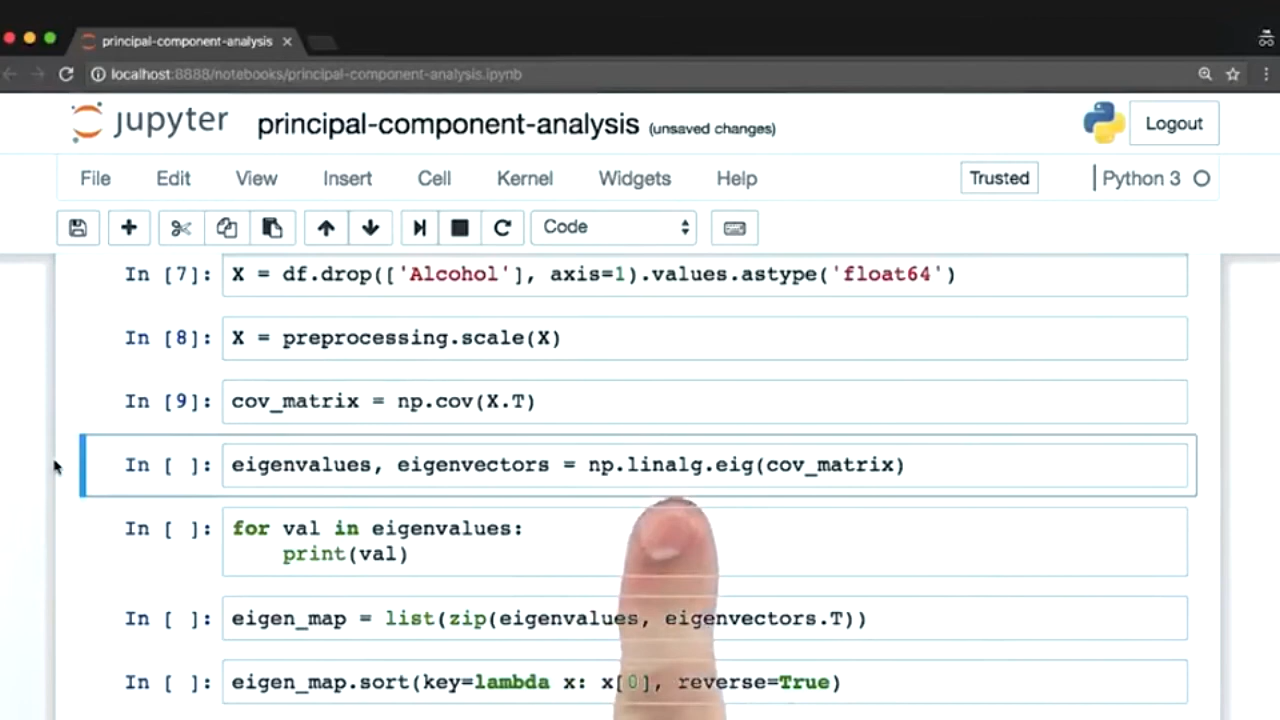 principal-component-analysis
localhost:8888/notebooks/principal-component-analysis.ipynb
jupyter principal-component-analysis (unsaved changes) Logout
File Edit View Insert Cell Kernel Widgets Help Trusted Python 3
Code
In [7]: X = df.drop(['Alcohol'], axis=1).values.astype('float64')
In [8]: X = preprocessing.scale(X)
In [9]: cov_matrix = np.cov(X.T)
In [ ]: eigenvalues, eigenvectors = np.linalg.eig(cov_matrix)
In [ ]: for val in eigenvalues:
print(val)
In [ ]: eigen_map = list(zip(eigenvalues, eigenvectors.T))
In [ ]: eigen_map.sort(key=lambda x: x[0], reverse=True)